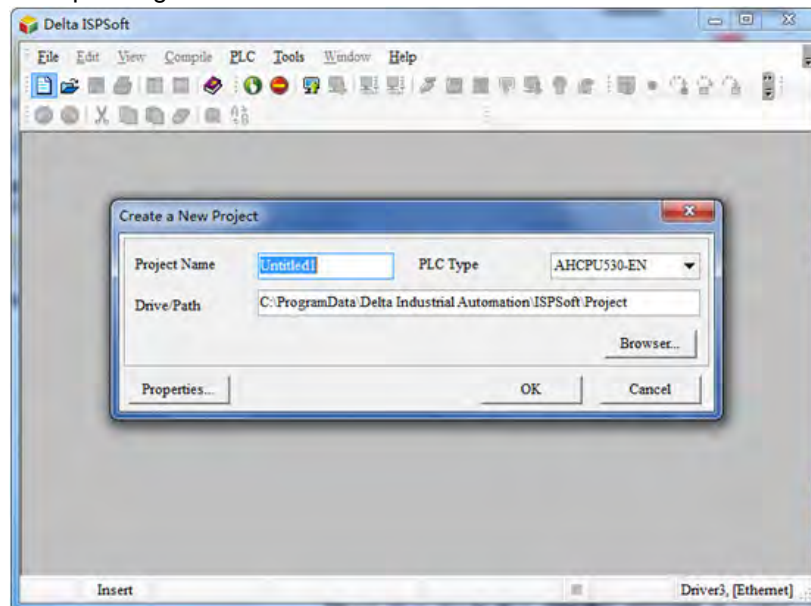 Delta ISPSoft
File Edit View Compile PLC Tools Window Help
Create a New Project
Project Name Untitled1 PLC Type AHCPU530-EN
Drive/Path C:\ProgramData\Delta Industrial Automation\ISPSoft\Project
Browser...
Properties... OK Cancel
Insert Driver3, [Ethernet]